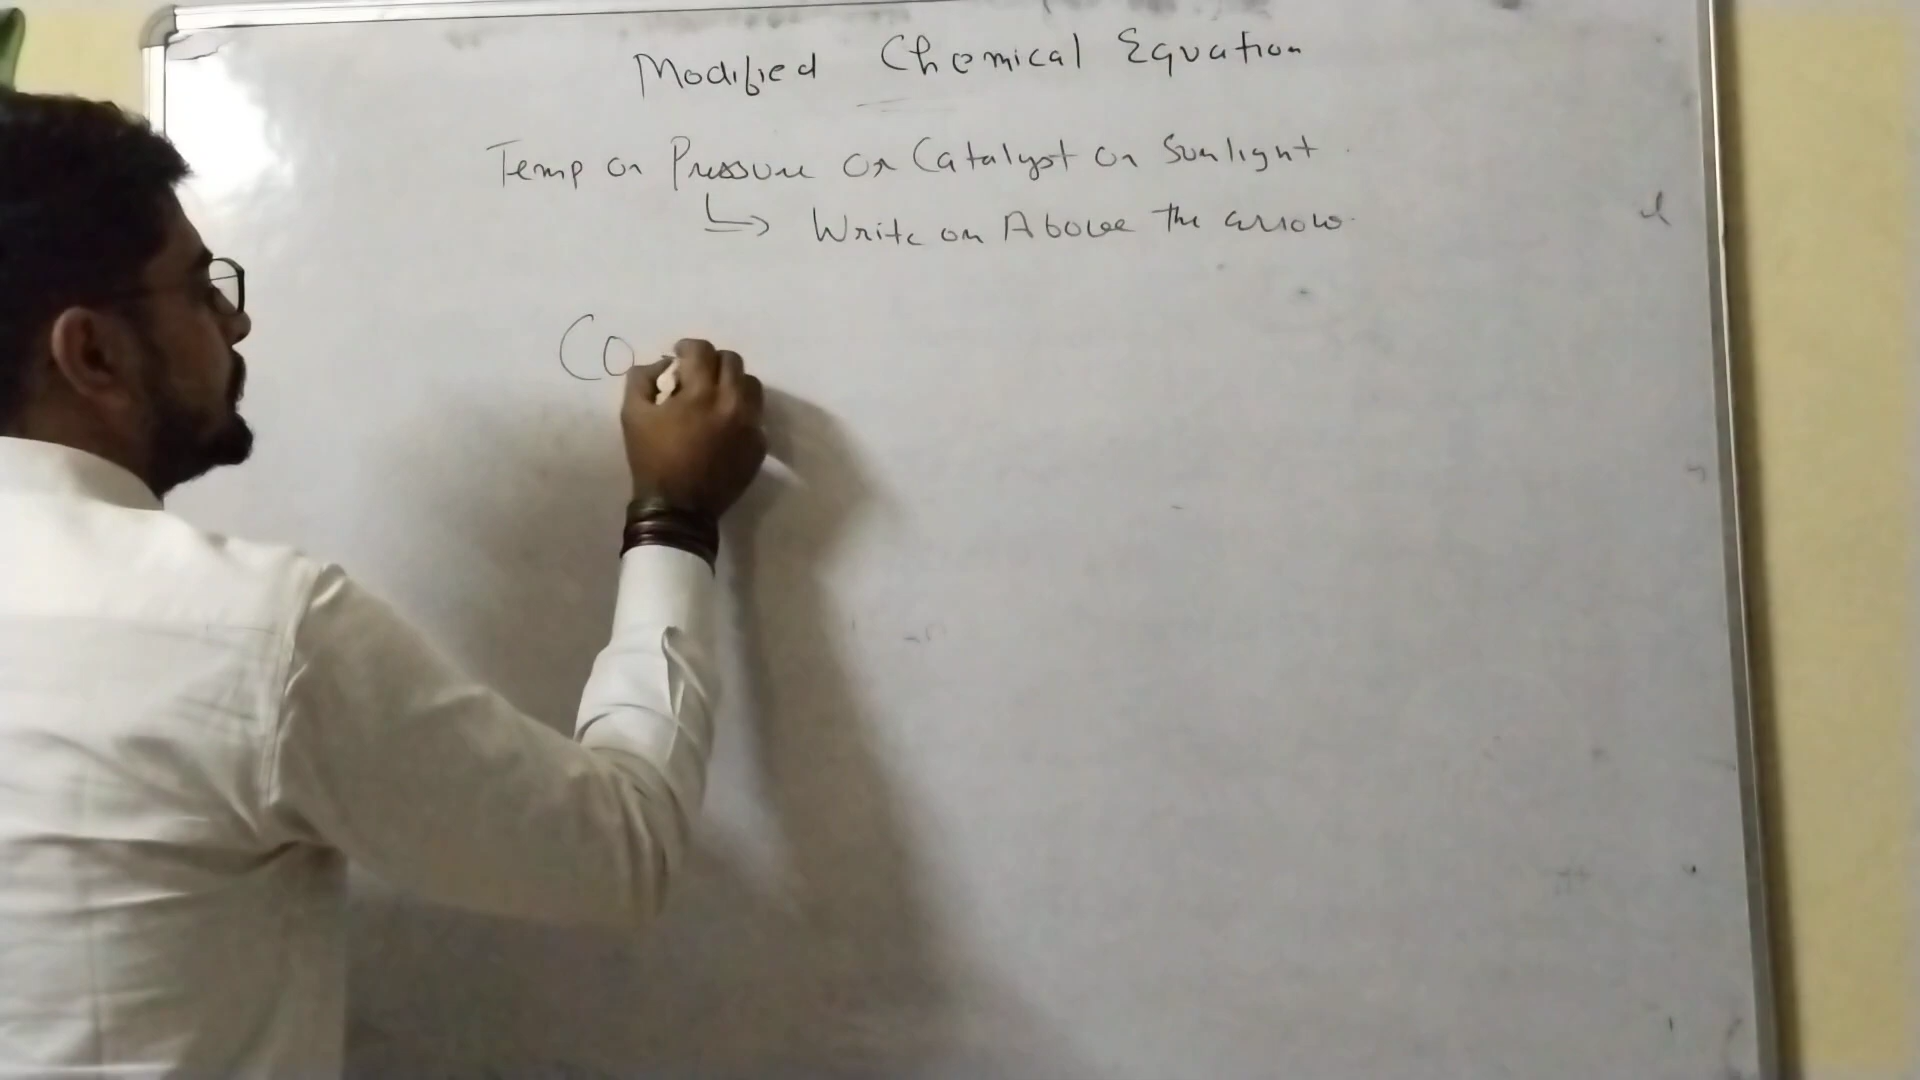 Modified Chemical Equation
Temp or Pressure or Catalyst or Sunlight
↳ Write on Above the arrow.
CO